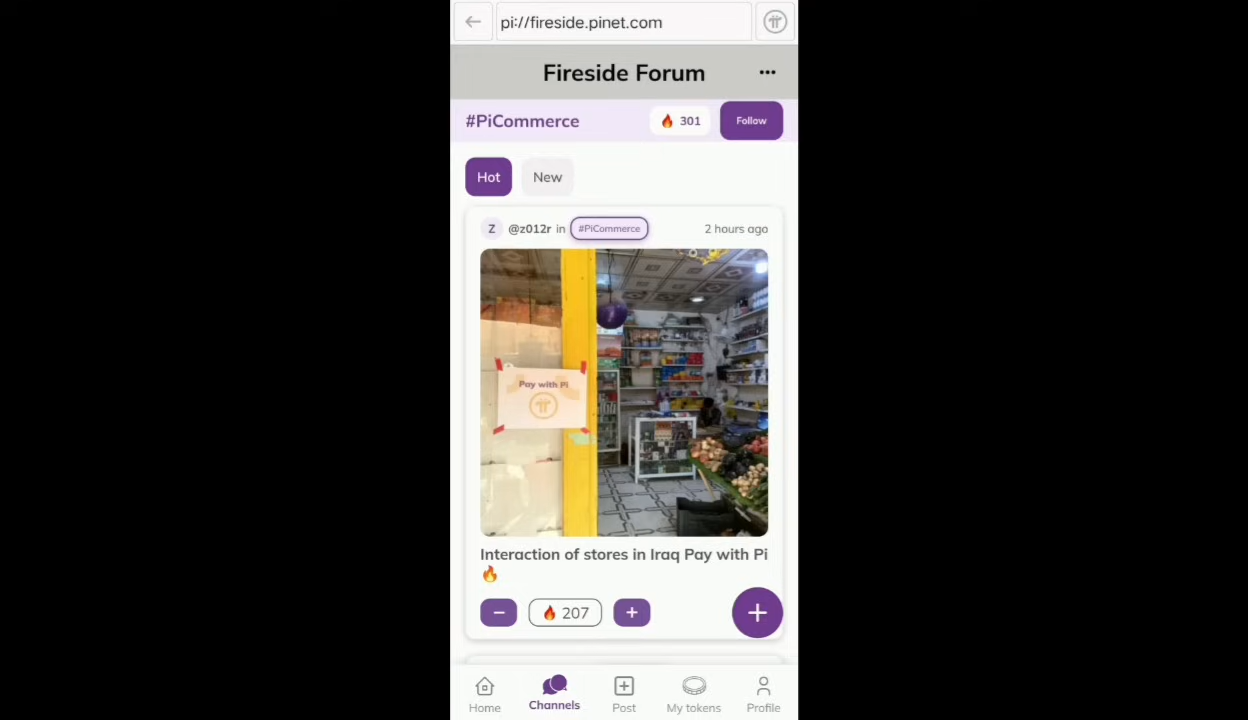 pi://fireside.pinet.com
Fireside Forum
#PiCommerce
🔥 301
Follow
Hot
New
Z @z012r in #PiCommerce 2 hours ago
Pay with Pi
Interaction of stores in Iraq Pay with Pi
🔥
− 🔥 207 +
+
Home
Channels
Post
My tokens
Profile